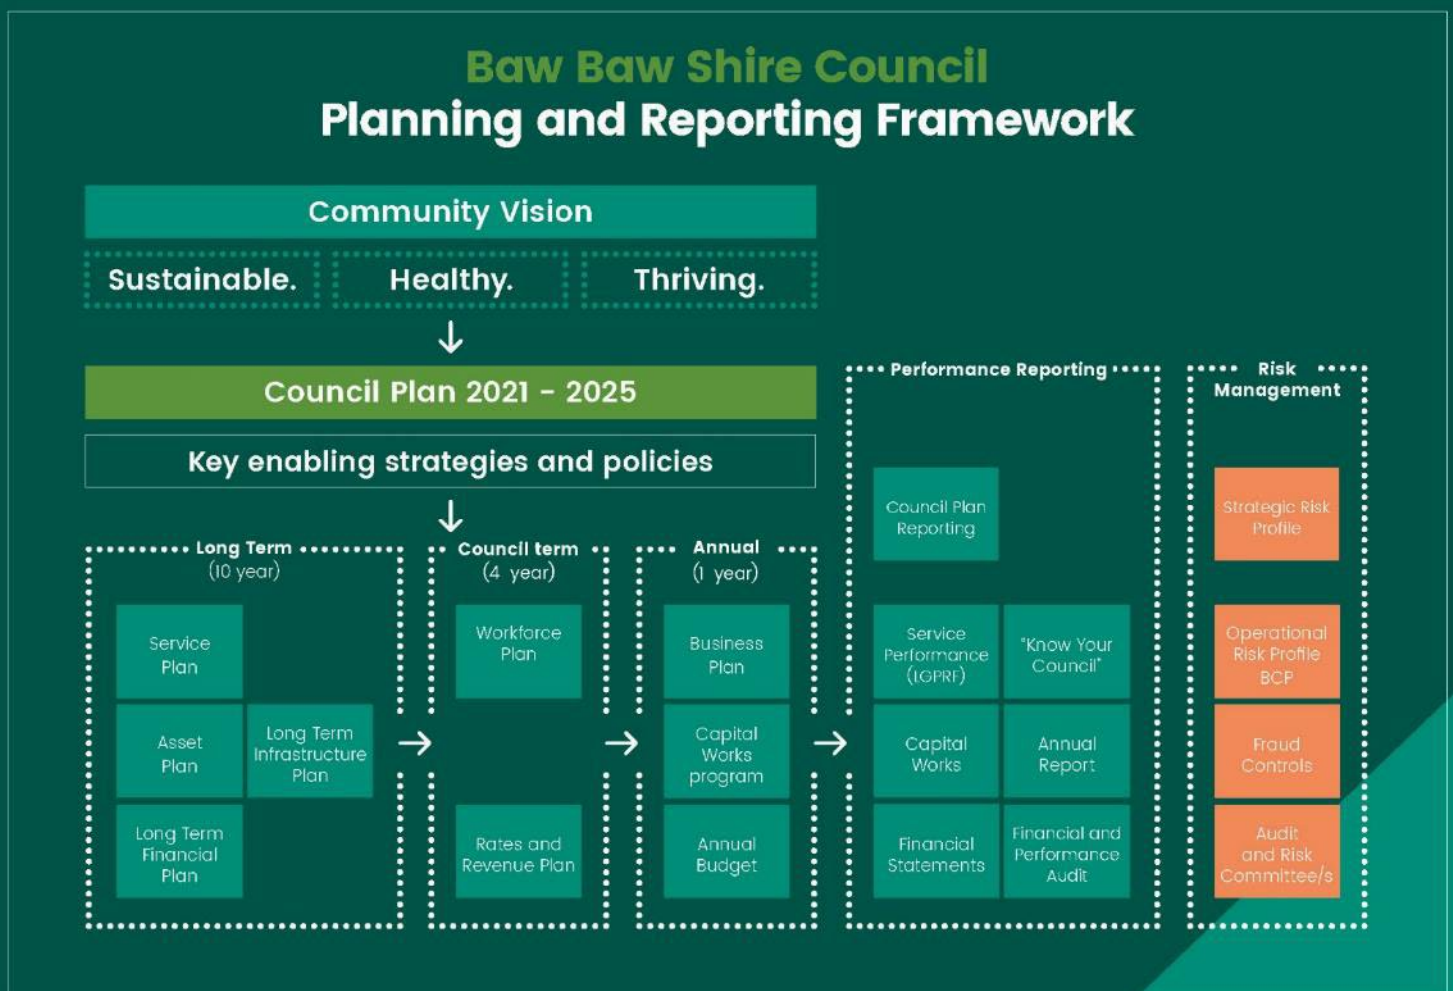 Baw Baw Shire Council
Planning and Reporting Framework
Community Vision
Sustainable.
Healthy.
Thriving.
Council Plan 2021 - 2025
Key enabling strategies and policies
Long Term
(10 year)
Service
Plan
Asset
Plan
Long Term
Infrastructure
Plan
Long Term
Financial
Plan
Council term
(4 year)
Workforce
Plan
Rates and
Revenue Plan
Annual
(1 year)
Business
Plan
Capital
Works
program
Annual
Budget
Performance Reporting
Council Plan
Reporting
Service
Performance
(LGPRF)
"Know Your
Council"
Capital
Works
Annual
Report
Financial
Statements
Financial and
Performance
Audit
Risk
Management
Strategic Risk
Profile
Operational
Risk Profile
BCP
Fraud
Controls
Audit
and Risk
Committee/s